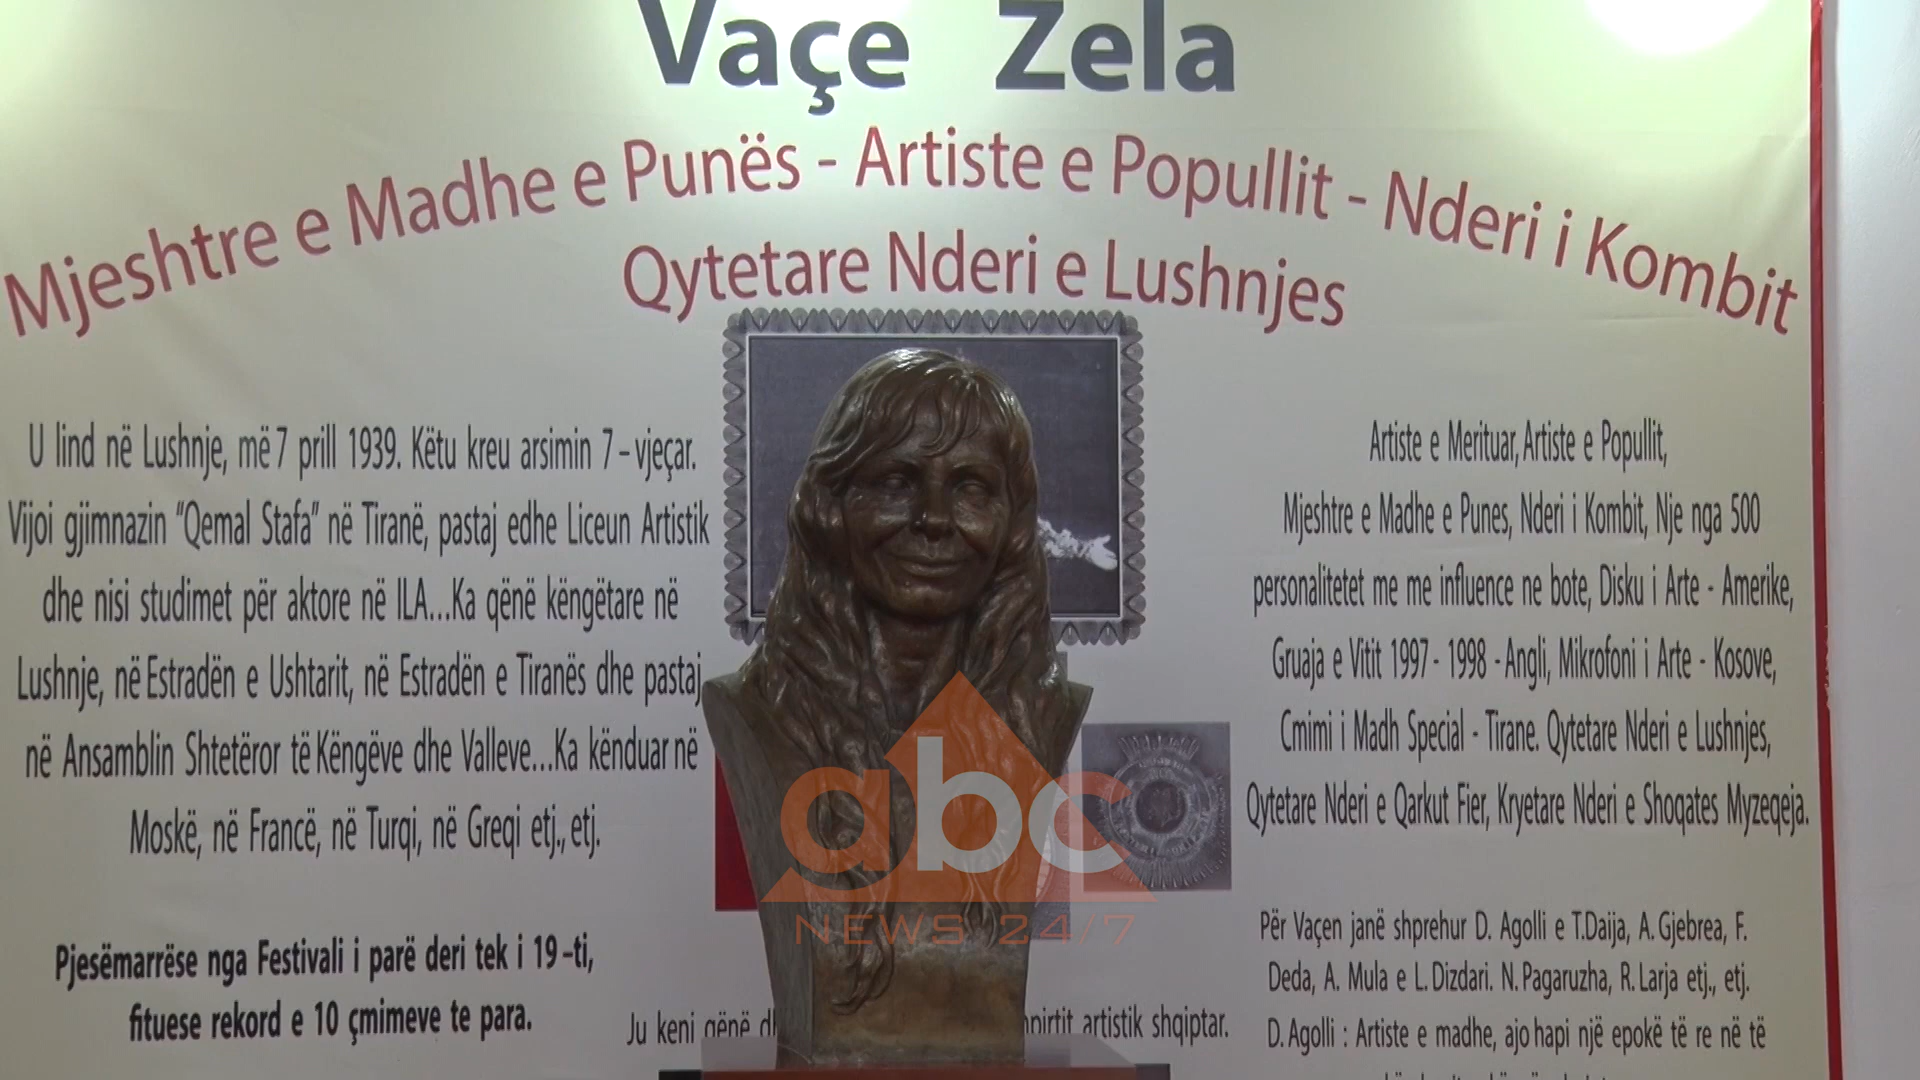 Vaçe Zela
Mjeshtre e Madhe e Punës - Artiste e Popullit - Nderi i Kombit
Qytetare Nderi e Lushnjes
U lind në Lushnje, më 7 prill 1939. Këtu kreu arsimin 7-vjeçar.
Vijoi gjimnazin “Qemal Stafa” në Tiranë, pastaj edhe Liceun Artistik
dhe nisi studimet për aktore në ILA...Ka qënë këngëtare në
Lushnje, në Estradën e Ushtarit, në Estradën e Tiranës dhe pastaj
në Ansamblin Shtetëror të Këngëve dhe Valleve...Ka kënduar në
Moskë, në Francë, në Turqi, në Greqi etj., etj.
Pjesëmarrëse nga Festivali i parë deri tek i 19-ti,
fituese rekord e 10 çmimeve te para.
Artiste e Merituar, Artiste e Popullit,
Mjeshtre e Madhe e Punes, Nderi i Kombit, Nje nga 500
personalitetet me me influence ne bote, Disku i Arte - Amerike,
Gruaja e Vitit 1997- 1998 -Angli, Mikrofoni i Arte - Kosove,
Cmimi i Madh Special - Tirane. Qytetare Nderi e Lushnjes,
Qytetare Nderi e Qarkut Fier, Kryetare Nderi e Shoqates Myzeqeja.
Për Vaçen janë shprehur D. Agolli e T.Daija, A. Gjebrea, F.
Deda, A. Mula e L. Dizdari. N. Pagaruzha, R. Larja etj., etj.
D. Agolli : Artiste e madhe, ajo hapi një epokë të re në të
Ju keni qënë artistik shqiptar.
abc
NEWS 24/7